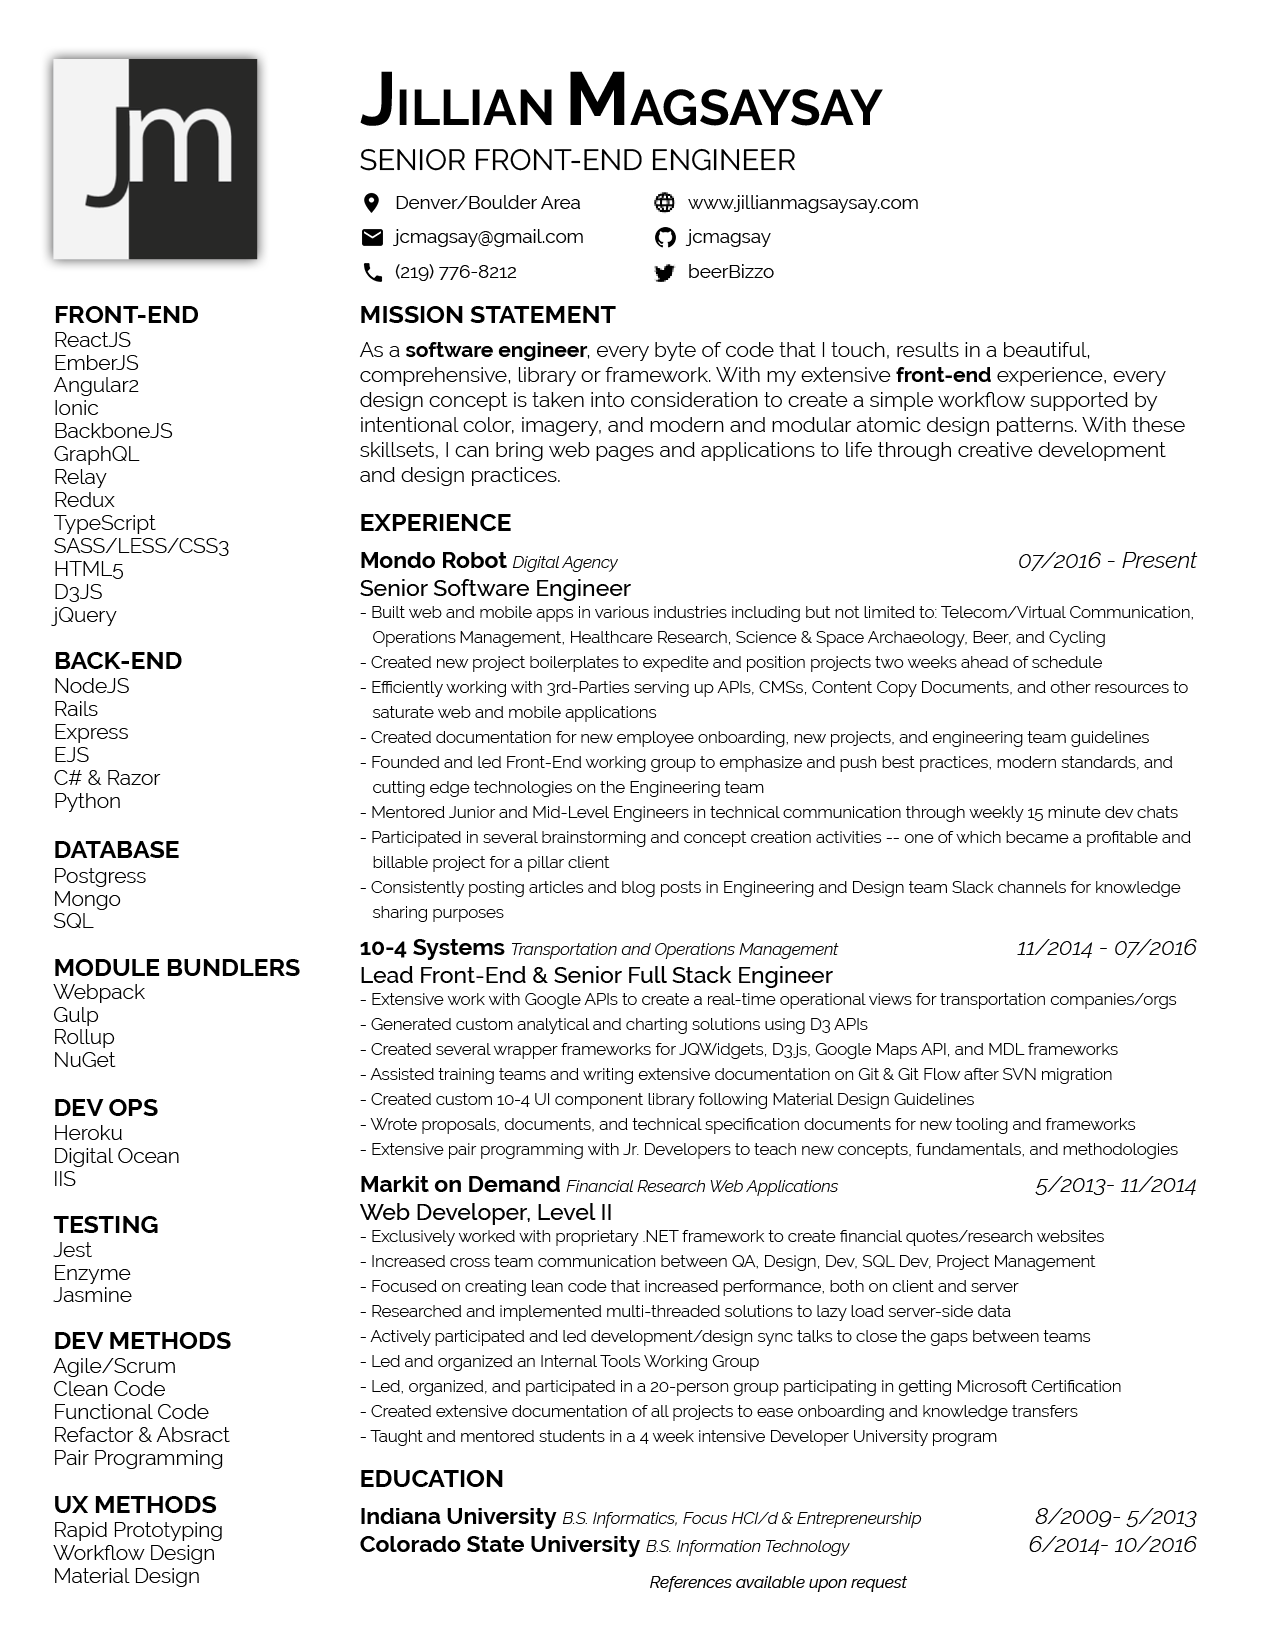 jm
JILLIAN MAGSAYSAY
SENIOR FRONT-END ENGINEER
Denver/Boulder Area
www.jillianmagsaysay.com
jcmagsay@gmail.com
jcmagsay
(219) 776-8212
beerBizzo
FRONT-END
ReactJS
EmberJS
Angular2
Ionic
BackboneJS
GraphQL
Relay
Redux
TypeScript
SASS/LESS/CSS3
HTML5
D3JS
jQuery
BACK-END
NodeJS
Rails
Express
EJS
C# & Razor
Python
DATABASE
Postgress
Mongo
SQL
MODULE BUNDLERS
Webpack
Gulp
Rollup
NuGet
DEV OPS
Heroku
Digital Ocean
IIS
TESTING
Jest
Enzyme
Jasmine
DEV METHODS
Agile/Scrum
Clean Code
Functional Code
Refactor & Absract
Pair Programming
UX METHODS
Rapid Prototyping
Workflow Design
Material Design
MISSION STATEMENT
As a software engineer, every byte of code that I touch, results in a beautiful,
comprehensive, library or framework. With my extensive front-end experience, every
design concept is taken into consideration to create a simple workflow supported by
intentional color, imagery, and modern and modular atomic design patterns. With these
skillsets, I can bring web pages and applications to life through creative development
and design practices.
EXPERIENCE
Mondo Robot Digital Agency 07/2016 - Present
Senior Software Engineer
- Built web and mobile apps in various industries including but not limited to: Telecom/Virtual Communication,
Operations Management, Healthcare Research, Science & Space Archaeology, Beer, and Cycling
- Created new project boilerplates to expedite and position projects two weeks ahead of schedule
- Efficiently working with 3rd-Parties serving up APIs, CMSs, Content Copy Documents, and other resources to
saturate web and mobile applications
- Created documentation for new employee onboarding, new projects, and engineering team guidelines
- Founded and led Front-End working group to emphasize and push best practices, modern standards, and
cutting edge technologies on the Engineering team
- Mentored Junior and Mid-Level Engineers in technical communication through weekly 15 minute dev chats
- Participated in several brainstorming and concept creation activities -- one of which became a profitable and
billable project for a pillar client
- Consistently posting articles and blog posts in Engineering and Design team Slack channels for knowledge
sharing purposes
10-4 Systems Transportation and Operations Management 11/2014 - 07/2016
Lead Front-End & Senior Full Stack Engineer
- Extensive work with Google APIs to create a real-time operational views for transportation companies/orgs
- Generated custom analytical and charting solutions using D3 APIs
- Created several wrapper frameworks for JQWidgets, D3.js, Google Maps API, and MDL frameworks
- Assisted training teams and writing extensive documentation on Git & Git Flow after SVN migration
- Created custom 10-4 UI component library following Material Design Guidelines
- Wrote proposals, documents, and technical specification documents for new tooling and frameworks
- Extensive pair programming with Jr. Developers to teach new concepts, fundamentals, and methodologies
Markit on Demand Financial Research Web Applications 5/2013- 11/2014
Web Developer, Level II
- Exclusively worked with proprietary .NET framework to create financial quotes/research websites
- Increased cross team communication between QA, Design, Dev, SQL Dev, Project Management
- Focused on creating lean code that increased performance, both on client and server
- Researched and implemented multi-threaded solutions to lazy load server-side data
- Actively participated and led development/design sync talks to close the gaps between teams
- Led and organized an Internal Tools Working Group
- Led, organized, and participated in a 20-person group participating in getting Microsoft Certification
- Created extensive documentation of all projects to ease onboarding and knowledge transfers
- Taught and mentored students in a 4 week intensive Developer University program
EDUCATION
Indiana University B.S. Informatics, Focus HCI/d & Entrepreneurship 8/2009- 5/2013
Colorado State University B.S. Information Technology 6/2014- 10/2016
References available upon request